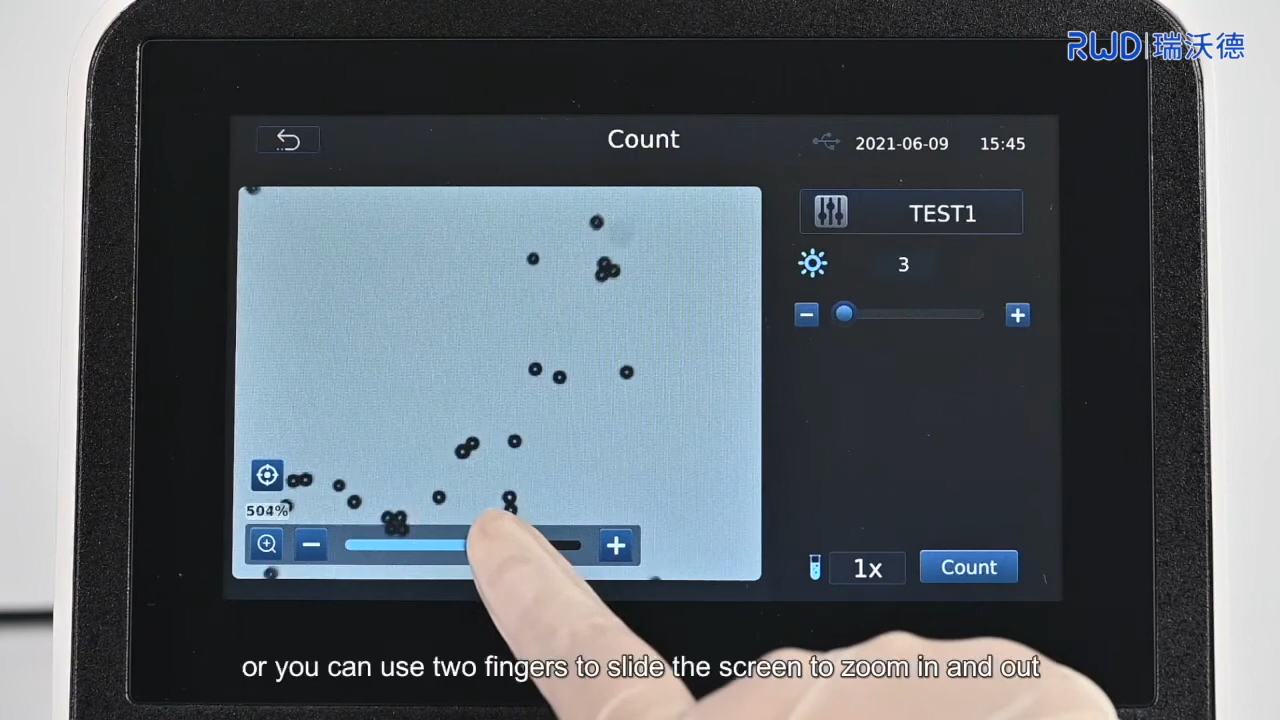 RWD|瑞沃德
Count
2021-06-09 15:45
TEST1
3
504%
1x
Count
or you can use two fingers to slide the screen to zoom in and out